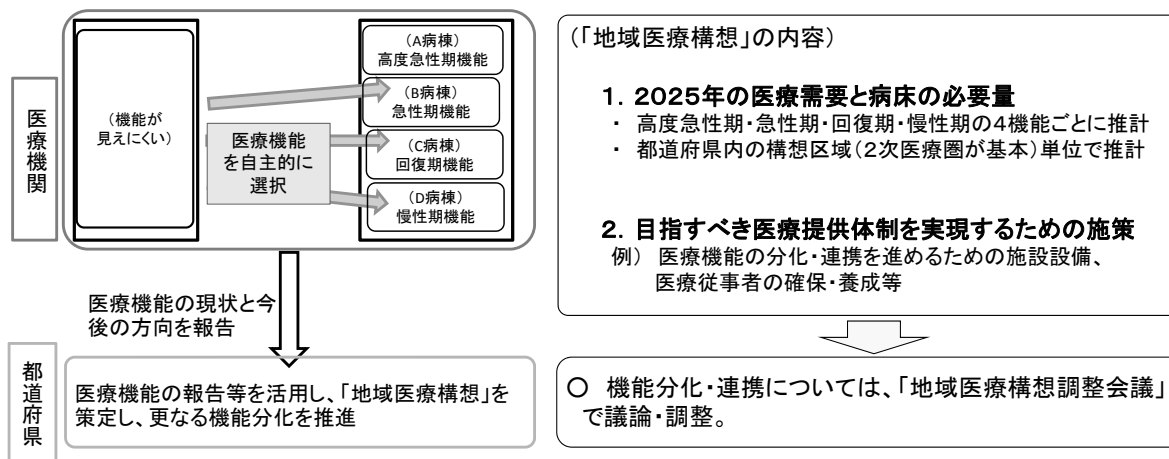 医療機関
(機能が
見えにくい)
医療機能
を自主的に
選択
(A病棟)
高度急性期機能
(B病棟)
急性期機能
(C病棟)
回復期機能
(D病棟)
慢性期機能
医療機能の現状と今
後の方向を報告
都道府県
医療機能の報告等を活用し、「地域医療構想」を
策定し、更なる機能分化を推進
(「地域医療構想」の内容)
1.2025年の医療需要と病床の必要量
・ 高度急性期・急性期・回復期・慢性期の4機能ごとに推計
・ 都道府県内の構想区域(2次医療圏が基本)単位で推計
2.目指すべき医療提供体制を実現するための施策
例) 医療機能の分化・連携を進めるための施設設備、
医療従事者の確保・養成等
○ 機能分化・連携については、「地域医療構想調整会議」
で議論・調整。